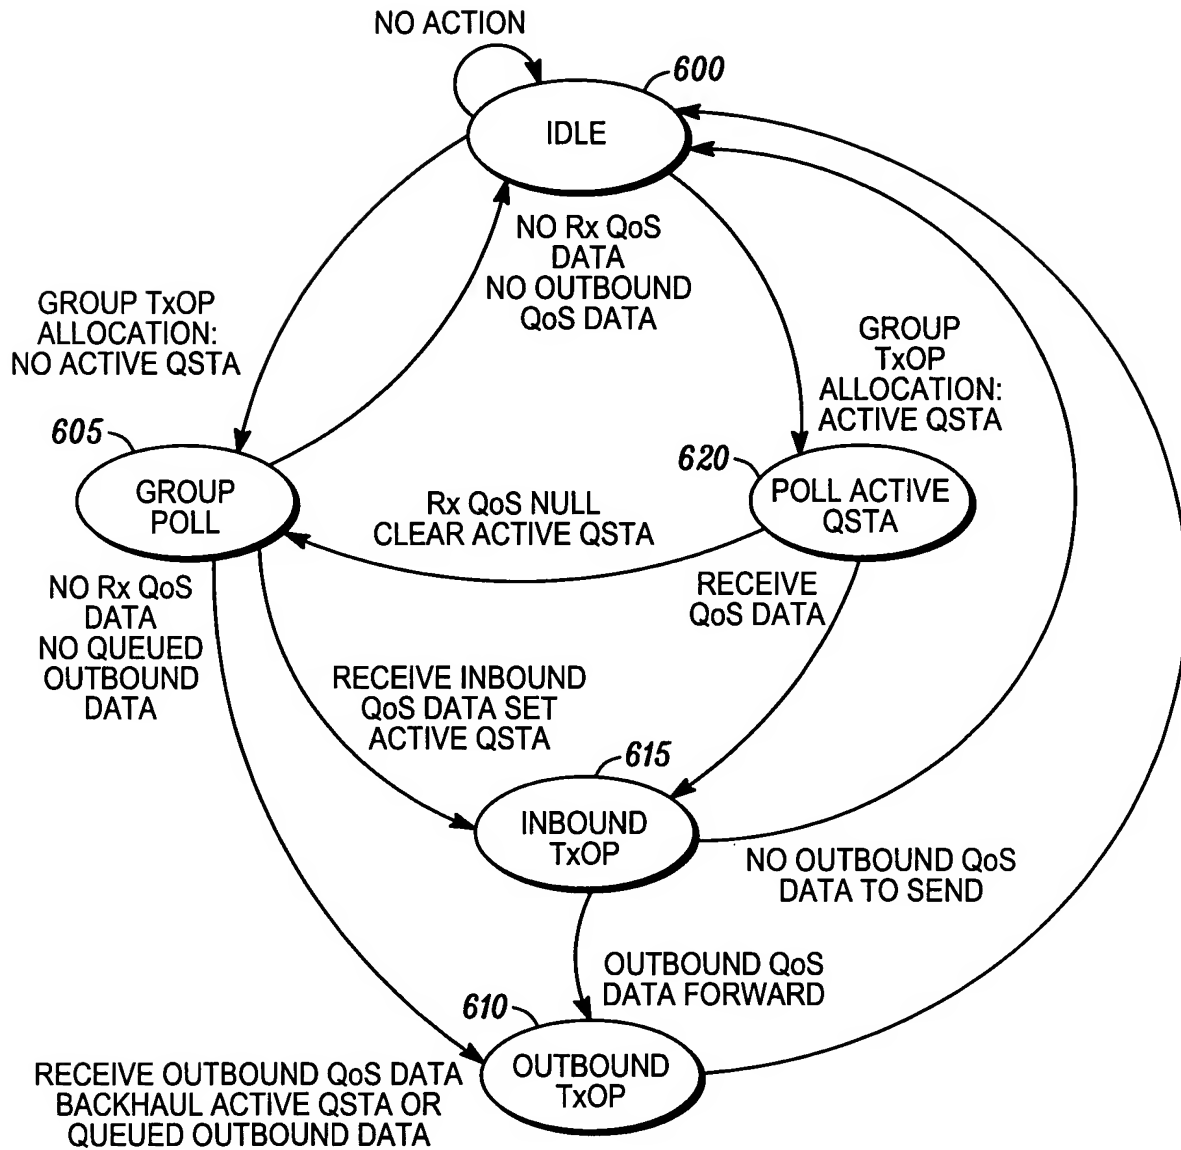 NO ACTION
600
IDLE
NO Rx QoS
DATA
NO OUTBOUND
QoS DATA
GROUP TxOP
ALLOCATION:
NO ACTIVE QSTA
GROUP
TxOP
ALLOCATION:
ACTIVE QSTA
605
GROUP
POLL
620
POLL ACTIVE
QSTA
Rx QoS NULL
CLEAR ACTIVE QSTA
NO Rx QoS
DATA
NO QUEUED
OUTBOUND
DATA
RECEIVE
QoS DATA
RECEIVE INBOUND
QoS DATA SET
ACTIVE QSTA
615
INBOUND
TxOP
NO OUTBOUND QoS
DATA TO SEND
OUTBOUND QoS
DATA FORWARD
610
OUTBOUND
TxOP
RECEIVE OUTBOUND QoS DATA
BACKHAUL ACTIVE QSTA OR
QUEUED OUTBOUND DATA